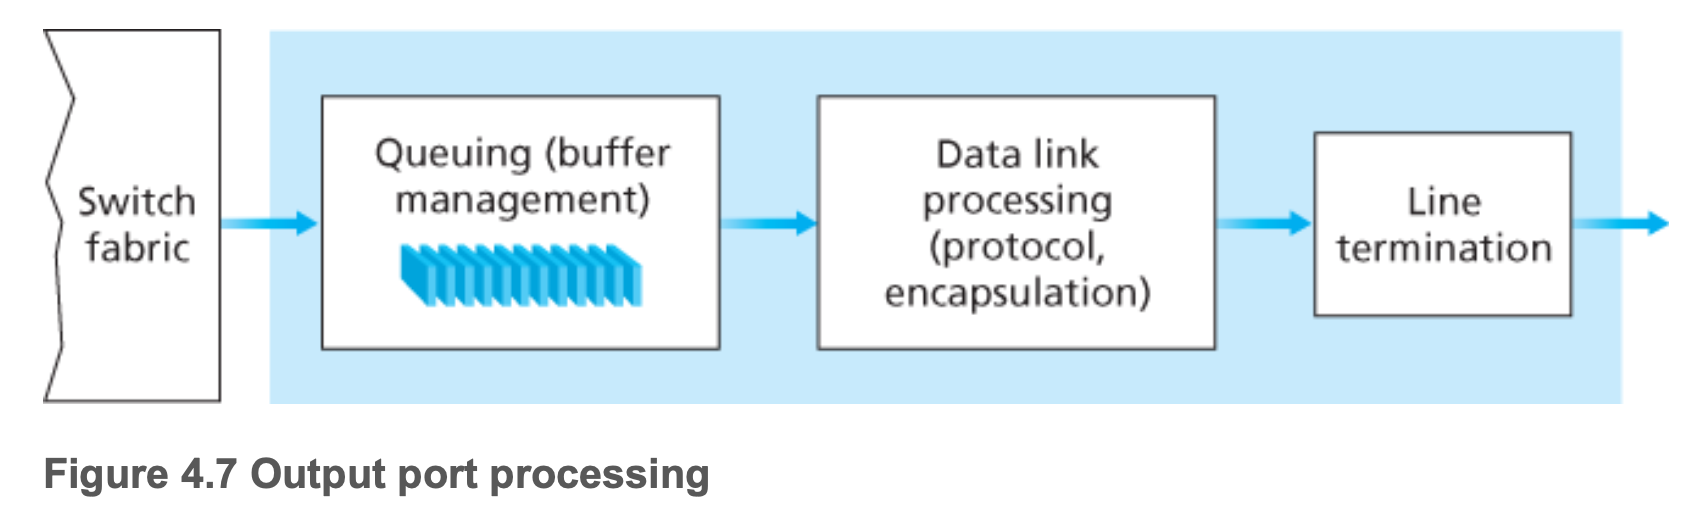 Switch
fabric
Queuing (buffer
management)
Data link
processing
(protocol,
encapsulation)
Line
termination
Figure 4.7 Output port processing